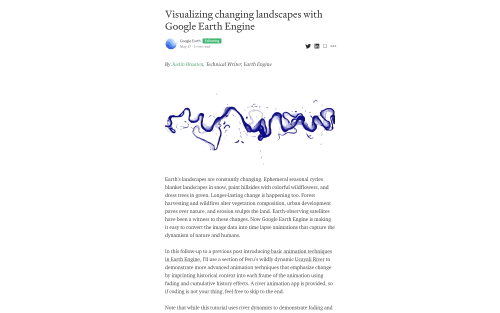 Visualizing changing landscapes with
Google Earth Engine
Google Earth Following
May 27 · 6 min read
By Justin Braaten, Technical Writer, Earth Engine
Earth's landscapes are constantly changing. Ephemeral seasonal cycles
blanket landscapes in snow, paint hillsides with colorful wildflowers, and
dress trees in green. Longer-lasting change is happening too. Forest
harvesting and wildfires alter vegetation composition, urban development
paves over nature, and erosion sculpts the land. Earth-observing satellites
have been a witness to these changes. Now Google Earth Engine is making
it easy to convert the image data into time lapse animations that capture the
dynamism of nature and humans.
In this follow-up to a previous post introducing basic animation techniques
in Earth Engine, I'll use a section of Peru's wildly dynamic Ucayali River to
demonstrate more advanced animation techniques that emphasize change
by imprinting historical context into each frame of the animation using
fading and cumulative history effects. A river animation app is provided, so
if coding is not your thing, feel free to skip to the end.
Note that while this tutorial uses river dynamics to demonstrate fading and